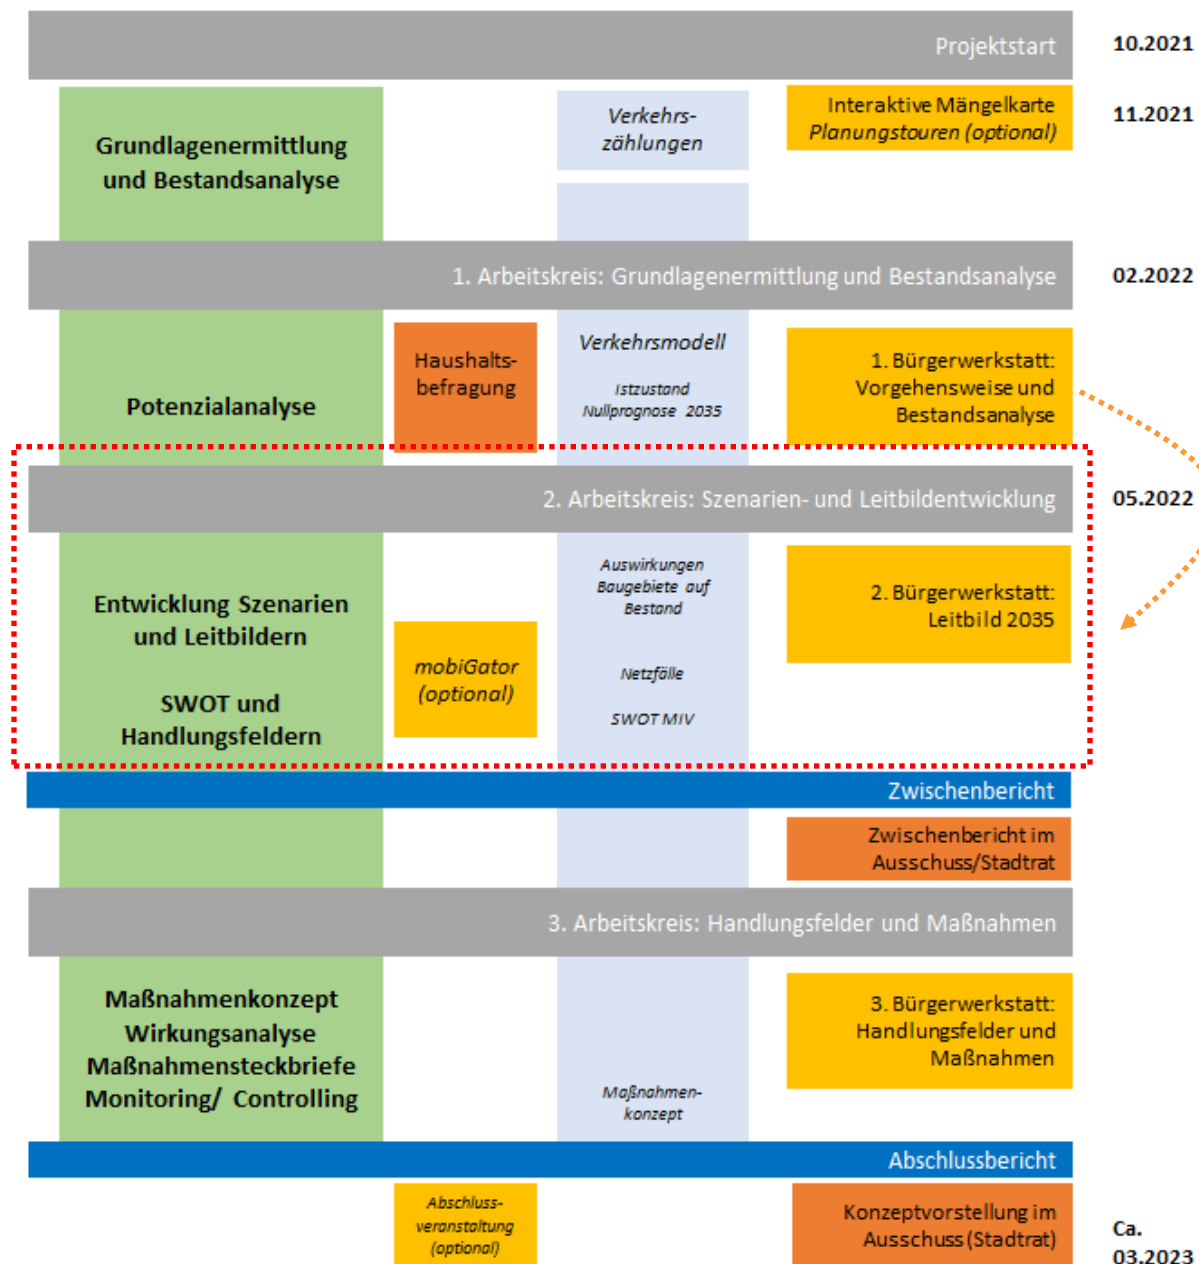 Projektstart
10.2021
Grundlagenermittlung
und Bestandsanalyse
Verkehrs-
zählungen
Interaktive Mängelkarte
Planungstouren (optional)
11.2021
1. Arbeitskreis: Grundlagenermittlung und Bestandsanalyse
02.2022
Potenzialanalyse
Haushalts-
befragung
Verkehrsmodell
Istzustand
Nullprognose 2035
1. Bürgerwerkstatt:
Vorgehensweise und
Bestandsanalyse
2. Arbeitskreis: Szenarien- und Leitbildentwicklung
05.2022
Entwicklung Szenarien
und Leitbildern
SWOT und
Handlungsfeldern
mobiGator
(optional)
Auswirkungen
Baugebiete auf
Bestand
Netzfälle
SWOT MIV
2. Bürgerwerkstatt:
Leitbild 2035
Zwischenbericht
Zwischenbericht im
Ausschuss/Stadtrat
3. Arbeitskreis: Handlungsfelder und Maßnahmen
Maßnahmenkonzept
Wirkungsanalyse
Maßnahmensteckbriefe
Monitoring/ Controlling
Maßnahmen-
konzept
3. Bürgerwerkstatt:
Handlungsfelder und
Maßnahmen
Abschlussbericht
Abschluss-
veranstaltung
(optional)
Konzeptvorstellung im
Ausschuss (Stadtrat)
Ca.
03.2023